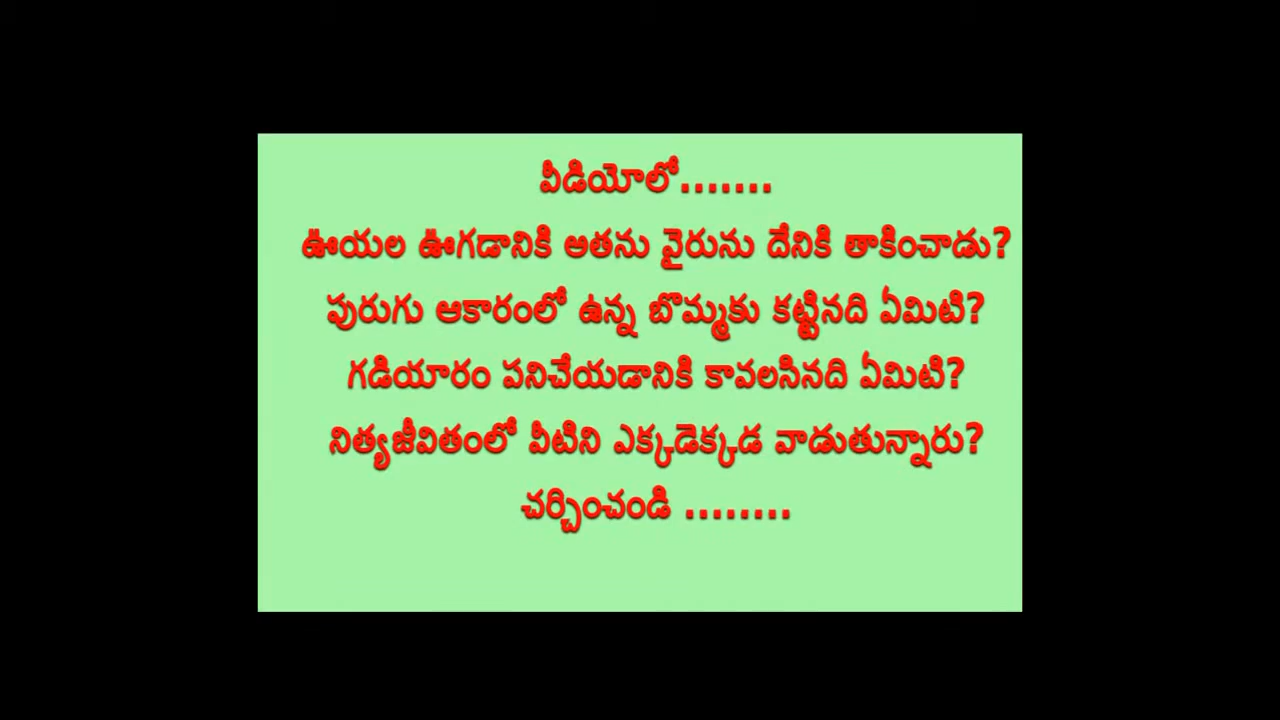 వీడియోలో.......
ఊయల ఊగడానికి అతను వైరును దేనికి తాకించాడు?
పురుగు ఆకారంలో ఉన్న బొమ్మకు కట్టినది ఏమిటి?
గడియారం పనిచేయడానికి కావలసినది ఏమిటి?
నిత్యజీవితంలో వీటిని ఎక్కడెక్కడ వాడుతున్నారు?
చర్చించండి ........